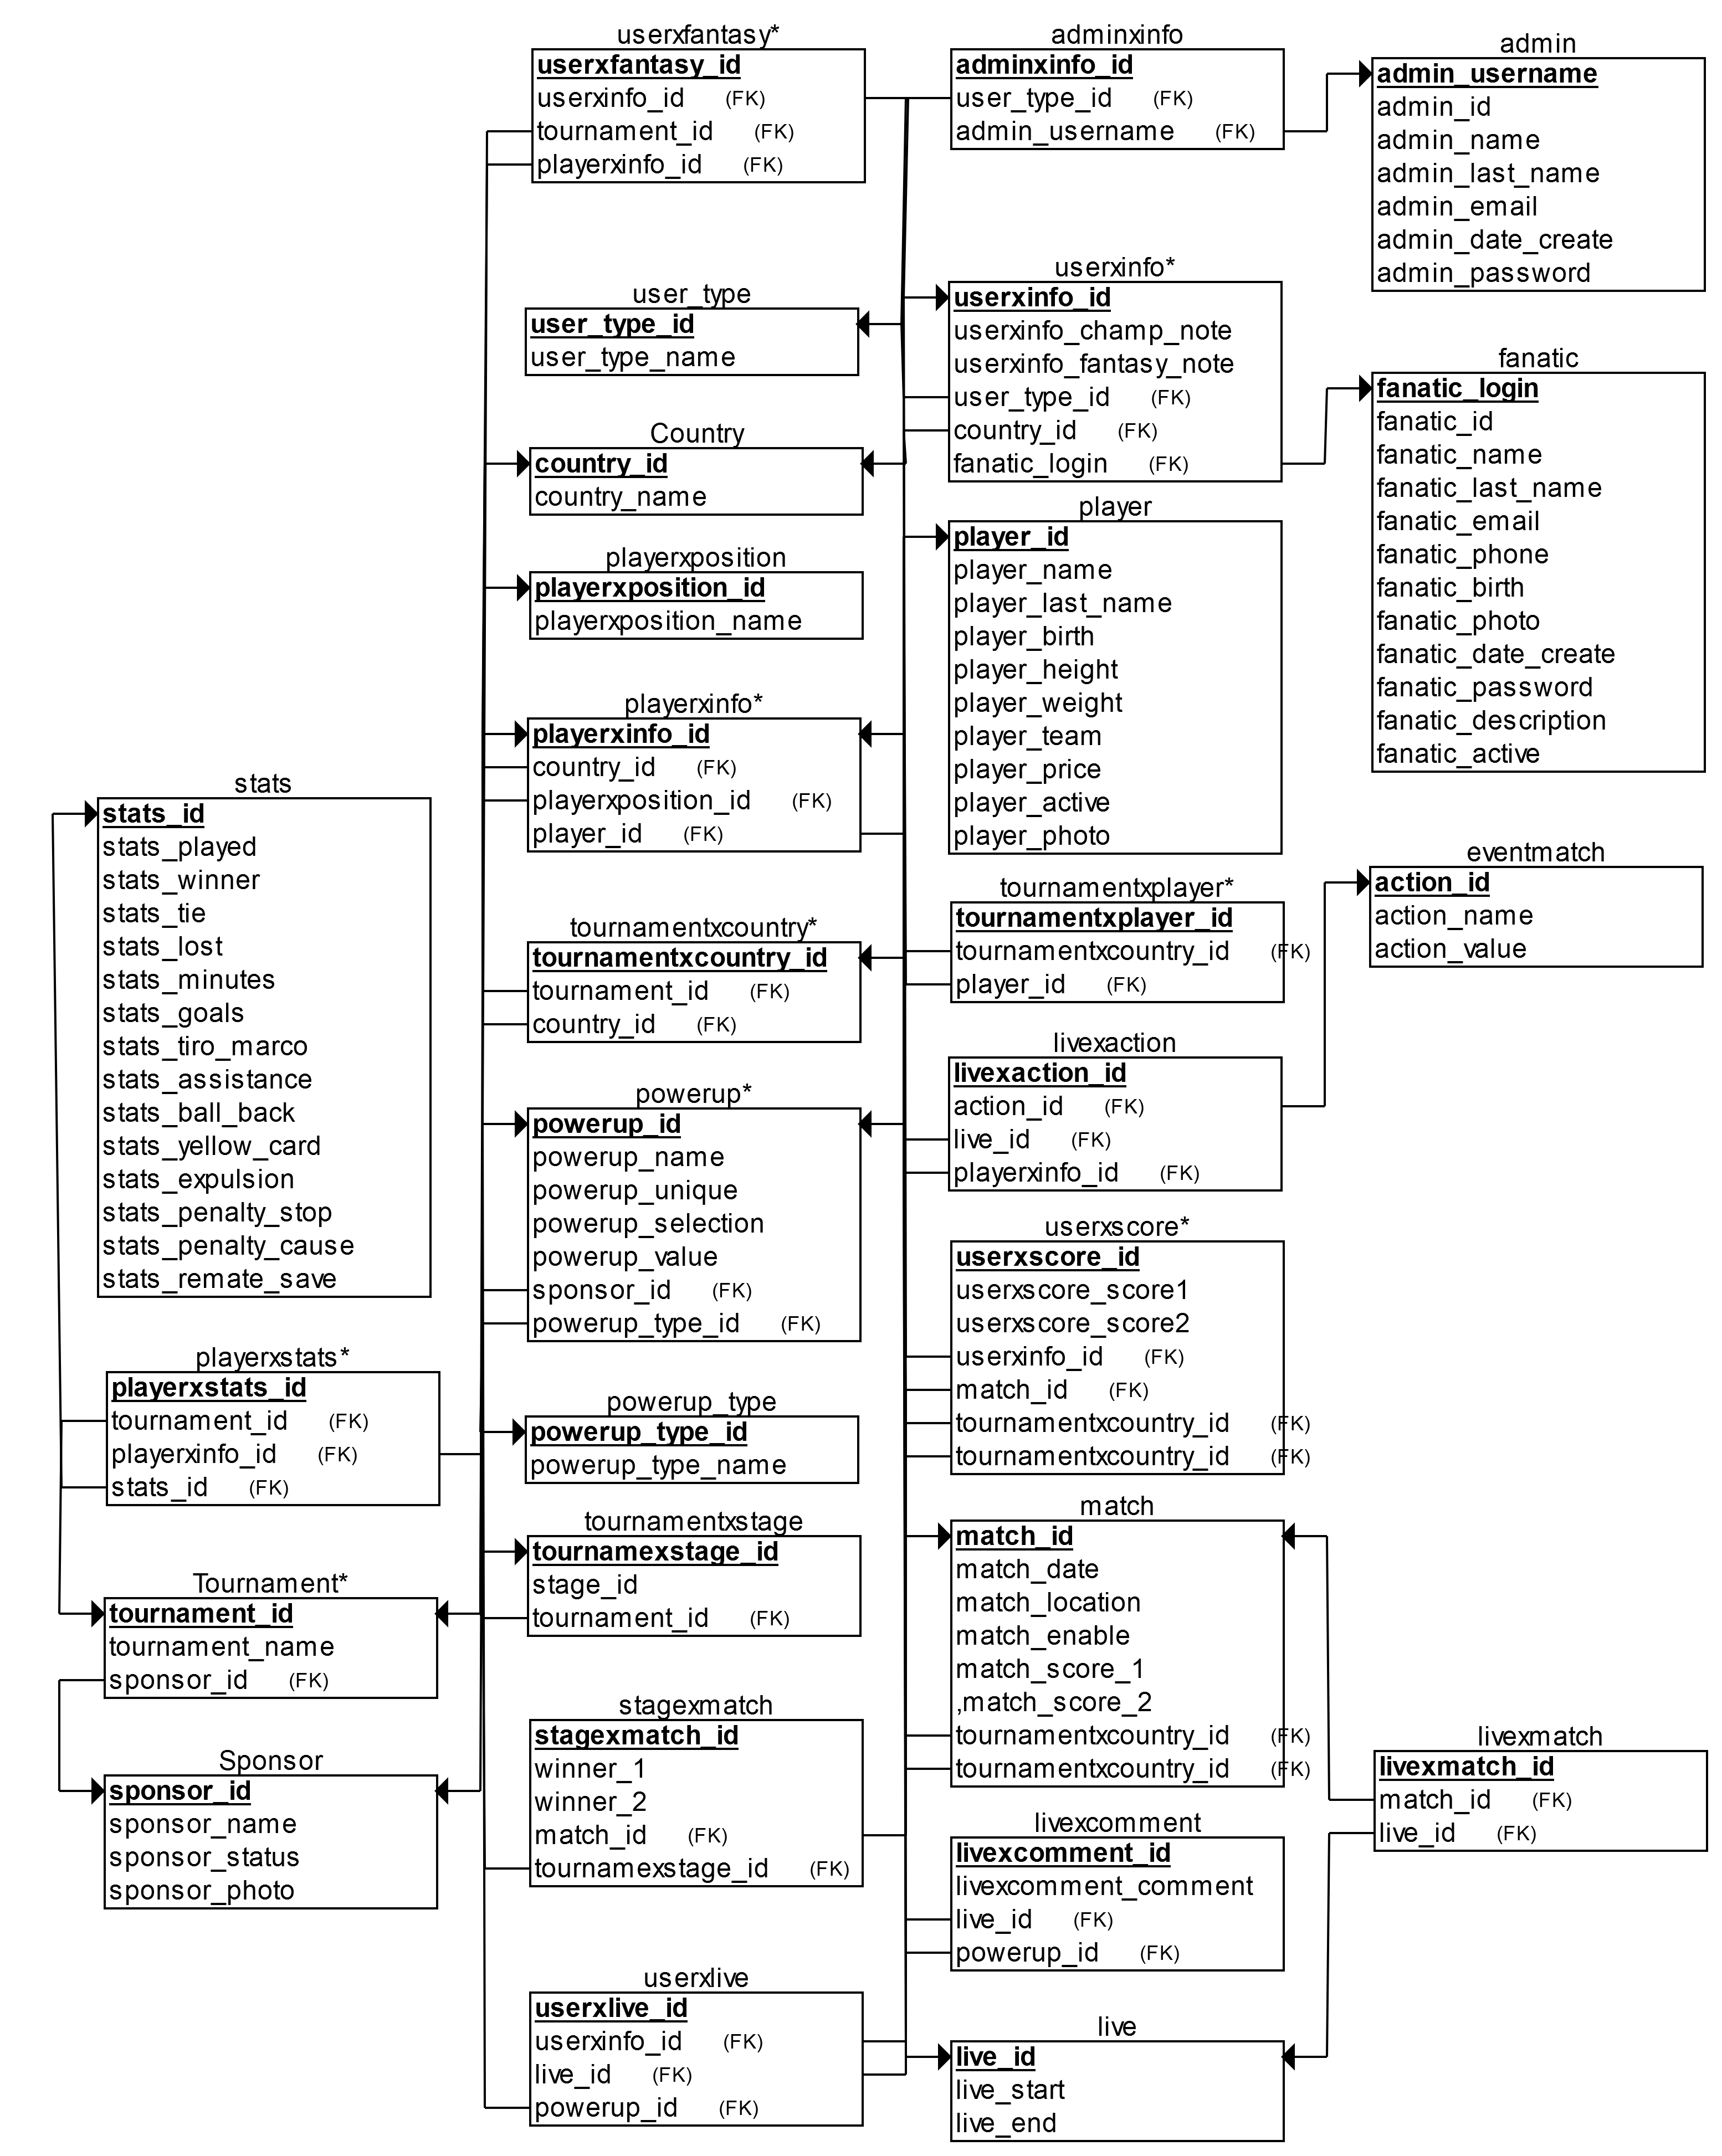 userxfantasy*
userxfantasy_id
userxinfo_id (FK)
tournament_id (FK)
playerxinfo_id (FK)
adminxinfo
adminxinfo_id
user_type_id (FK)
admin_username (FK)
admin
admin_username
admin_id
admin_name
admin_last_name
admin_email
admin_date_create
admin_password
user_type
user_type_id
user_type_name
userxinfo*
userxinfo_id
userxinfo_champ_note
userxinfo_fantasy_note
user_type_id (FK)
country_id (FK)
fanatic_login (FK)
fanatic
fanatic_login
fanatic_id
fanatic_name
fanatic_last_name
fanatic_email
fanatic_phone
fanatic_birth
fanatic_photo
fanatic_date_create
fanatic_password
fanatic_description
fanatic_active
Country
country_id
country_name
playerxposition
playerxposition_id
playerxposition_name
player
player_id
player_name
player_last_name
player_birth
player_height
player_weight
player_team
player_price
player_active
player_photo
playerxinfo*
playerxinfo_id
country_id (FK)
playerxposition_id (FK)
player_id (FK)
stats
stats_id
stats_played
stats_winner
stats_tie
stats_lost
stats_minutes
stats_goals
stats_tiro_marco
stats_assistance
stats_ball_back
stats_yellow_card
stats_expulsion
stats_penalty_stop
stats_penalty_cause
stats_remate_save
eventmatch
action_id
action_name
action_value
tournamentxcountry*
tournamentxcountry_id
tournament_id (FK)
country_id (FK)
tournamentxplayer*
tournamentxplayer_id
tournamentxcountry_id (FK)
player_id (FK)
livexaction
livexaction_id
action_id (FK)
live_id (FK)
playerxinfo_id (FK)
powerup*
powerup_id
powerup_name
powerup_unique
powerup_selection
powerup_value
sponsor_id (FK)
powerup_type_id (FK)
userxscore*
userxscore_id
userxscore_score1
userxscore_score2
userxinfo_id (FK)
match_id (FK)
tournamentxcountry_id (FK)
tournamentxcountry_id (FK)
playerxstats*
playerxstats_id
tournament_id (FK)
playerxinfo_id (FK)
stats_id (FK)
powerup_type
powerup_type_id
powerup_type_name
tournamentxstage
tournamexstage_id
stage_id
tournament_id (FK)
match
match_id
match_date
match_location
match_enable
match_score_1
,match_score_2
tournamentxcountry_id (FK)
tournamentxcountry_id (FK)
Tournament*
tournament_id
tournament_name
sponsor_id (FK)
stagexmatch
stagexmatch_id
winner_1
winner_2
match_id (FK)
tournamexstage_id (FK)
livexmatch
livexmatch_id
match_id (FK)
live_id (FK)
Sponsor
sponsor_id
sponsor_name
sponsor_status
sponsor_photo
livexcomment
livexcomment_id
livexcomment_comment
live_id (FK)
powerup_id (FK)
userxlive
userxlive_id
userxinfo_id (FK)
live_id (FK)
powerup_id (FK)
live
live_id
live_start
live_end